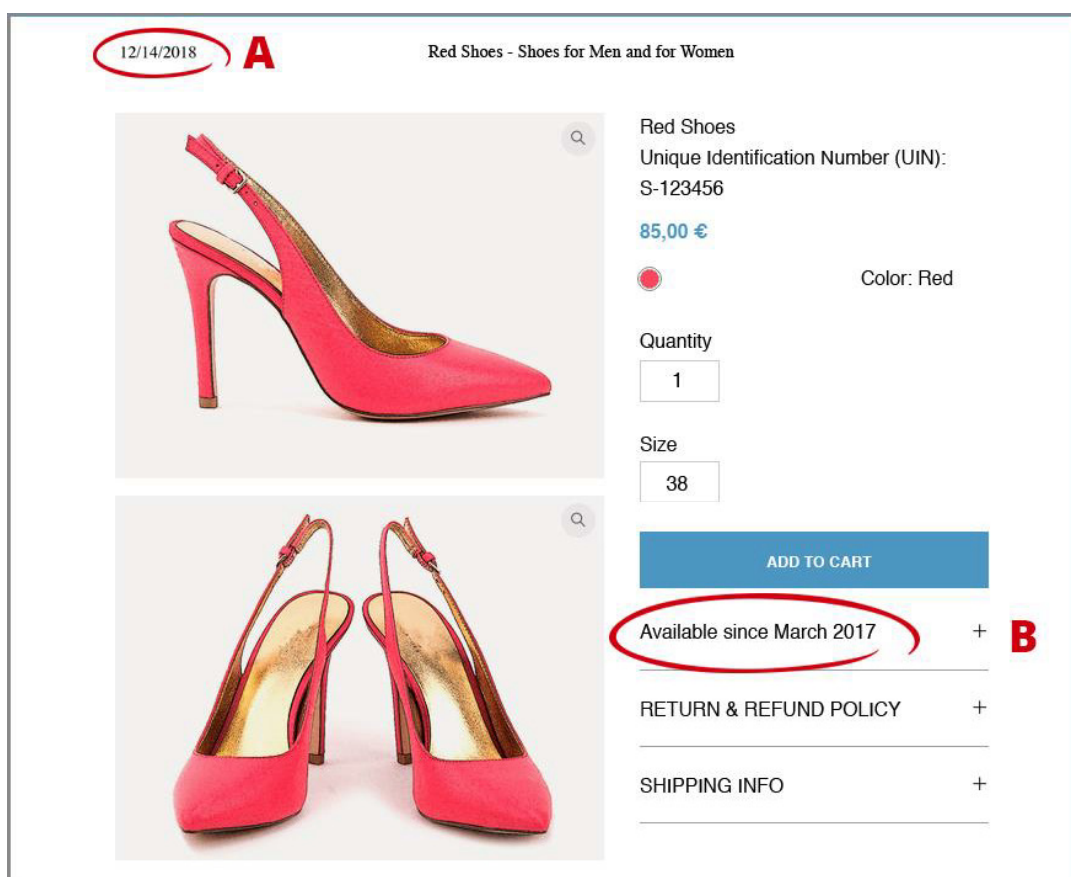 12/14/2018 A Red Shoes - Shoes for Men and for Women
Red Shoes
Unique Identification Number (UIN):
S-123456
85,00 €
Color: Red
Quantity
1
Size
38
ADD TO CART
Available since March 2017 + B
RETURN & REFUND POLICY +
SHIPPING INFO +